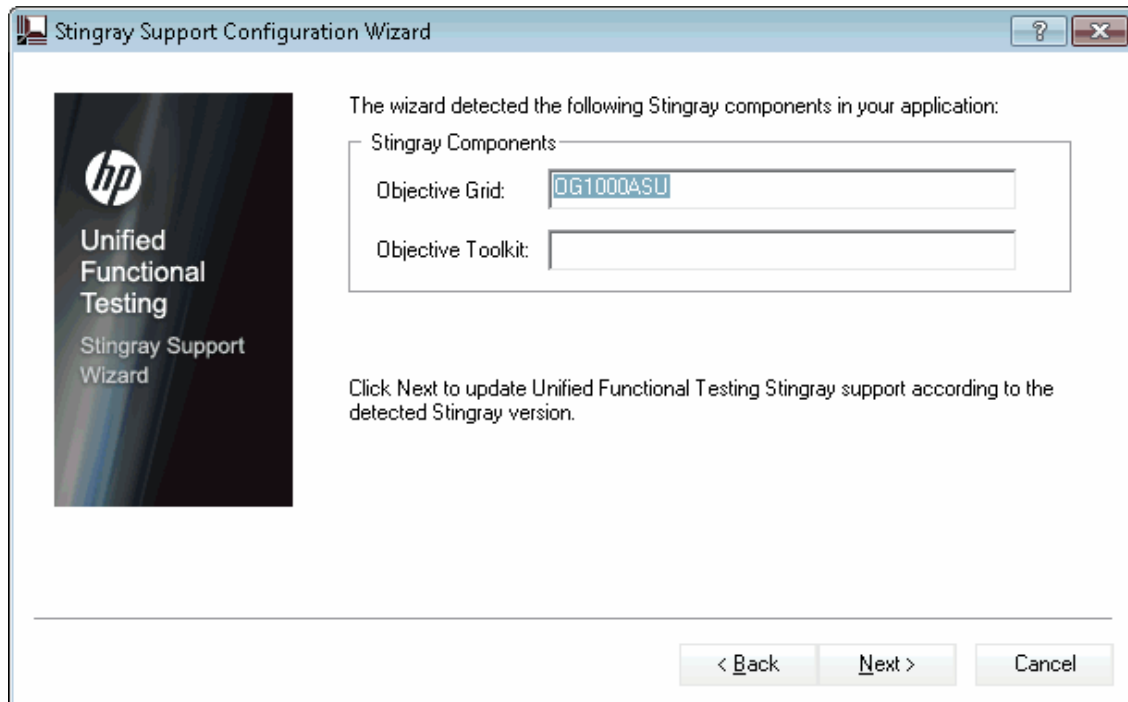 Stingray Support Configuration Wizard
?
hp
Unified
Functional
Testing
Stingray Support
Wizard
The wizard detected the following Stingray components in your application:
Stingray Components
Objective Grid:
OG1000ASU
Objective Toolkit:
Click Next to update Unified Functional Testing Stingray support according to the
detected Stingray version.
< Back
Next >
Cancel